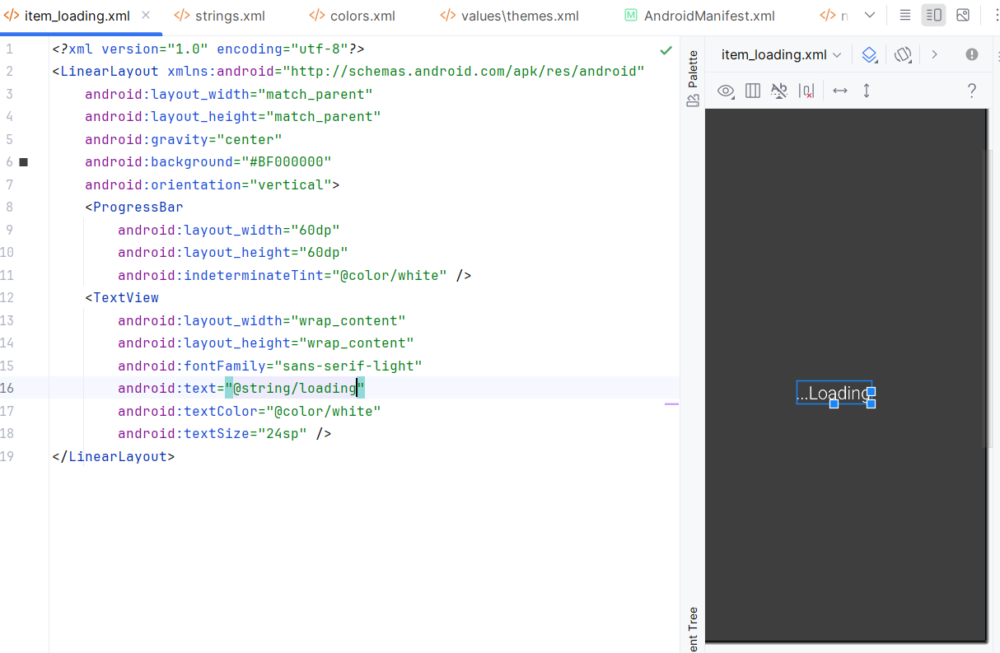 item_loading.xml
strings.xml
colors.xml
values\themes.xml
AndroidManifest.xml
n
1 <?xml version="1.0" encoding="utf-8"?>
2 <LinearLayout xmlns:android="http://schemas.android.com/apk/res/android"
3 android:layout_width="match_parent"
4 android:layout_height="match_parent"
5 android:gravity="center"
6 android:background="#BF000000"
7 android:orientation="vertical">
8 <ProgressBar
9 android:layout_width="60dp"
10 android:layout_height="60dp"
11 android:indeterminateTint="@color/white" />
12 <TextView
13 android:layout_width="wrap_content"
14 android:layout_height="wrap_content"
15 android:fontFamily="sans-serif-light"
16 android:text="@string/loading"
17 android:textColor="@color/white"
18 android:textSize="24sp" />
19 </LinearLayout>
Palette
ent Tree
item_loading.xml
...Loading